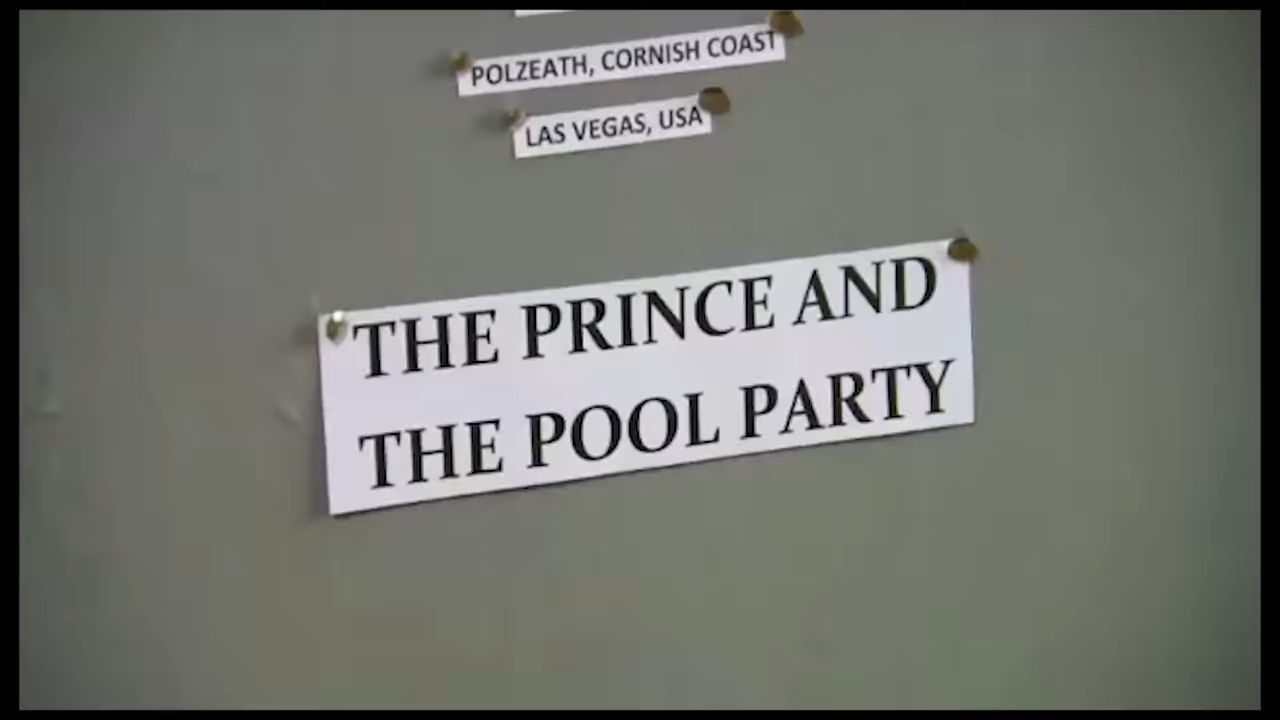 POLZEATH, CORNISH COAST
LAS VEGAS, USA
THE PRINCE AND
THE POOL PARTY